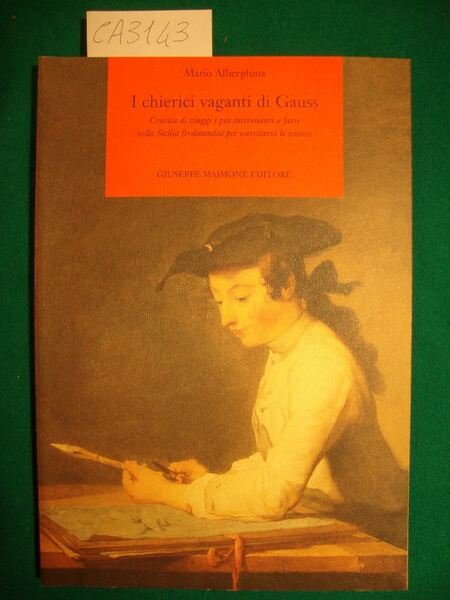 CA3143
Mario Alberghina
I chierici vaganti di Gauss
Cronica di viaggi i più interessanti a farsi
nella Sicilia ferdinandea per esercitarvi le scienze
GIUSEPPE MAIMONE EDITORE